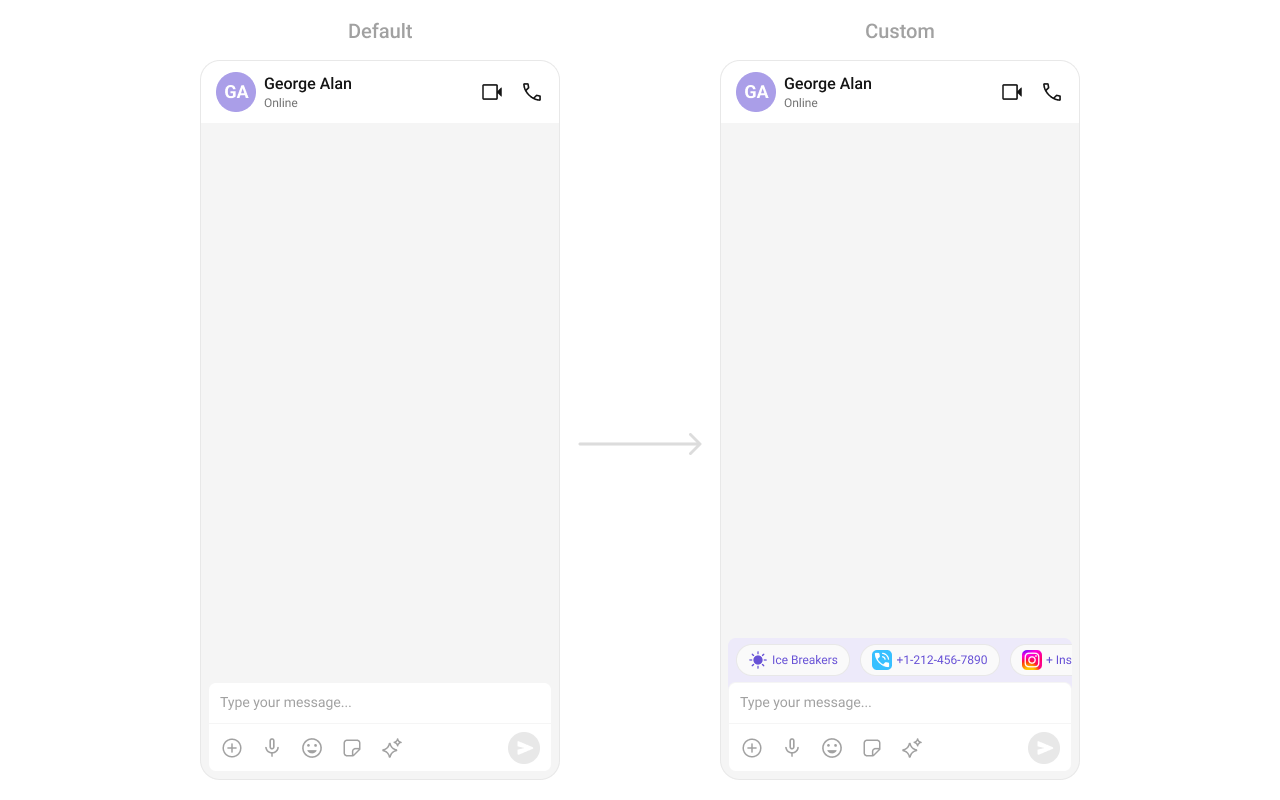 Default
GA
George Alan
Online
Type your message...
Custom
GA
George Alan
Online
Ice Breakers
+1-212-456-7890
+ Ins
Type your message...